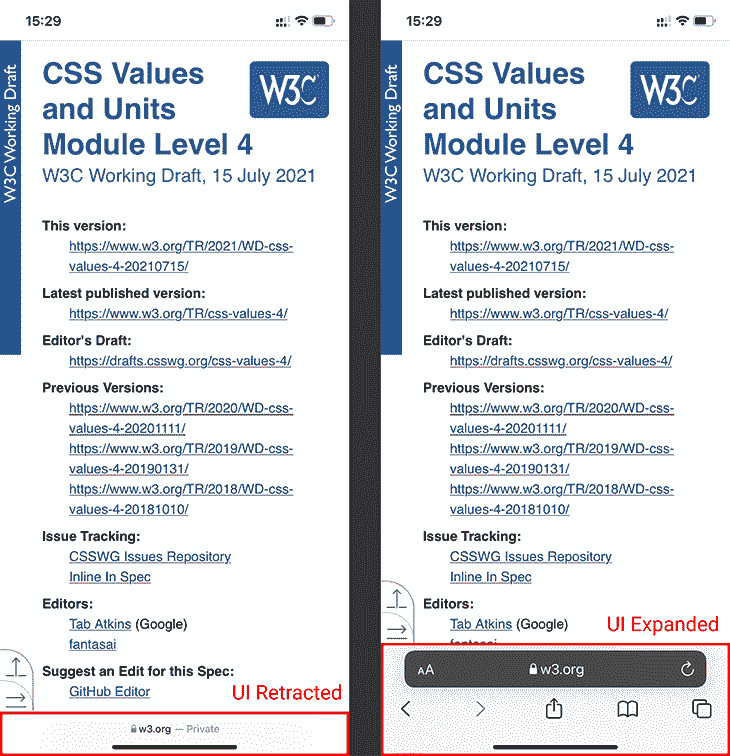 15:29
W3C Working Draft
CSS Values
and Units
Module Level 4
W3C
W3C Working Draft, 15 July 2021
This version:
https://www.w3.org/TR/2021/WD-css-
values-4-20210715/
Latest published version:
https://www.w3.org/TR/css-values-4/
Editor's Draft:
https://drafts.csswg.org/css-values-4/
Previous Versions:
https://www.w3.org/TR/2020/WD-css-
values-4-20201111/
https://www.w3.org/TR/2019/WD-css-
values-4-20190131/
https://www.w3.org/TR/2018/WD-css-
values-4-20181010/
Issue Tracking:
CSSWG Issues Repository
Inline In Spec
Editors:
Tab Atkins (Google)
fantasai
Suggest an Edit for this Spec:
GitHub Editor
UI Retracted
w3.org — Private
15:29
W3C Working Draft
CSS Values
and Units
Module Level 4
W3C
W3C Working Draft, 15 July 2021
This version:
https://www.w3.org/TR/2021/WD-css-
values-4-20210715/
Latest published version:
https://www.w3.org/TR/css-values-4/
Editor's Draft:
https://drafts.csswg.org/css-values-4/
Previous Versions:
https://www.w3.org/TR/2020/WD-css-
values-4-20201111/
https://www.w3.org/TR/2019/WD-css-
values-4-20190131/
https://www.w3.org/TR/2018/WD-css-
values-4-20181010/
Issue Tracking:
CSSWG Issues Repository
Inline In Spec
Editors:
Tab Atkins (Google)
fantasai
UI Expanded
AA
w3.org